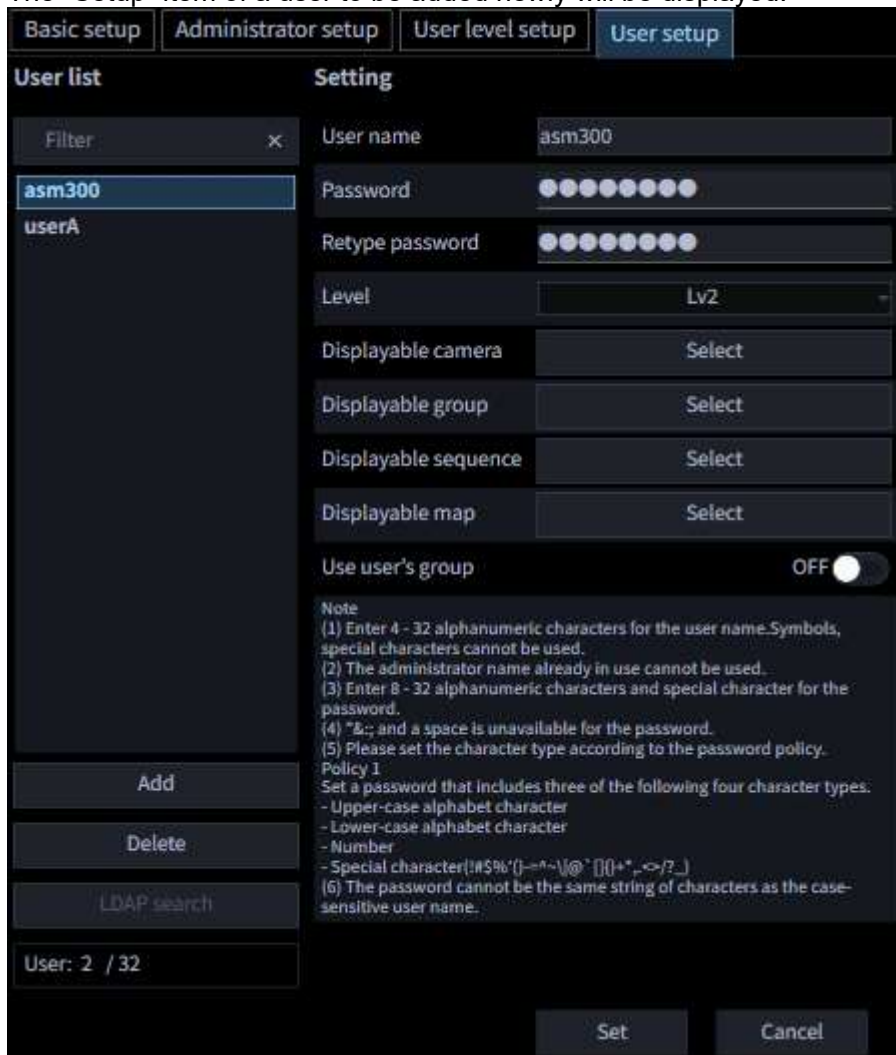 The "Setup" item of a user to be added newly will be displayed.
Basic setup
Administrator setup
User level setup
User setup
User list
Setting
Filter ×
asm300
userA
User name asm300
Password ●●●●●●●●
Retype password ●●●●●●●●
Level Lv2
Displayable camera Select
Displayable group Select
Displayable sequence Select
Displayable map Select
Use user's group OFF
Note
(1) Enter 4 - 32 alphanumeric characters for the user name.Symbols,
special characters cannot be used.
(2) The administrator name already in use cannot be used.
(3) Enter 8 - 32 alphanumeric characters and special character for the
password.
(4) "&:; and a space is unavailable for the password.
(5) Please set the character type according to the password policy.
Policy 1
Set a password that includes three of the following four character types.
- Upper-case alphabet character
- Lower-case alphabet character
- Number
- Special character(!#$%'()-=^~\|@`[]{}+*,.<>/?_)
(6) The password cannot be the same string of characters as the case-
sensitive user name.
Add
Delete
LDAP search
User: 2 / 32
Set
Cancel